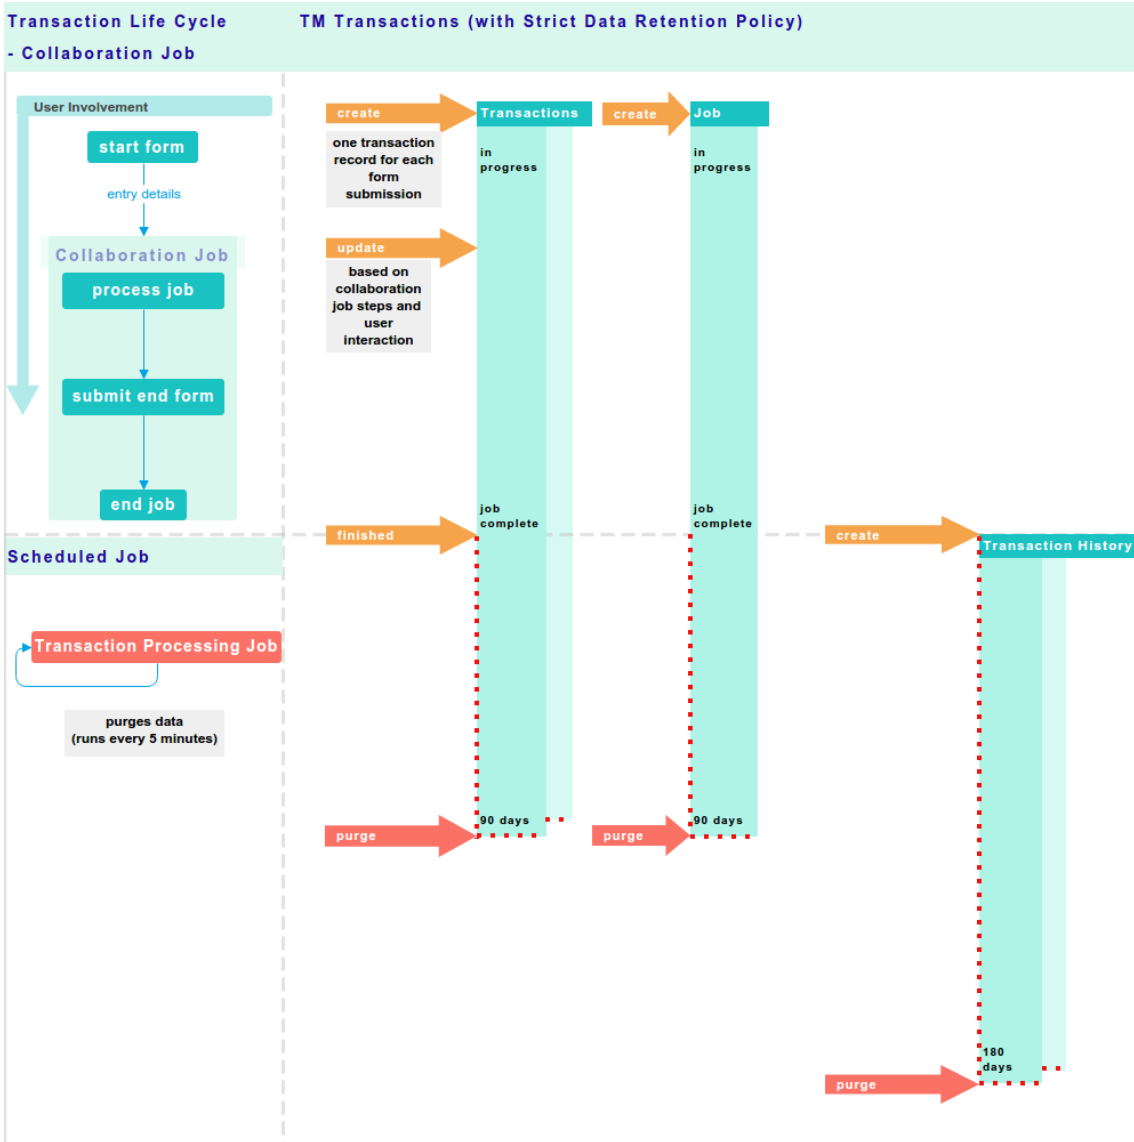 Transaction Life Cycle
- Collaboration Job
TM Transactions (with Strict Data Retention Policy)
User Involvement
start form
entry details
Collaboration Job
process job
submit end form
end job
create
Transactions
create
Job
one transaction
record for each
form
submission
in
progress
in
progress
update
based on
collaboration
job steps and
user
interaction
job
complete
job
complete
finished
create
Transaction History
Scheduled Job
Transaction Processing Job
purges data
(runs every 5 minutes)
90 days
90 days
purge
purge
180
days
purge